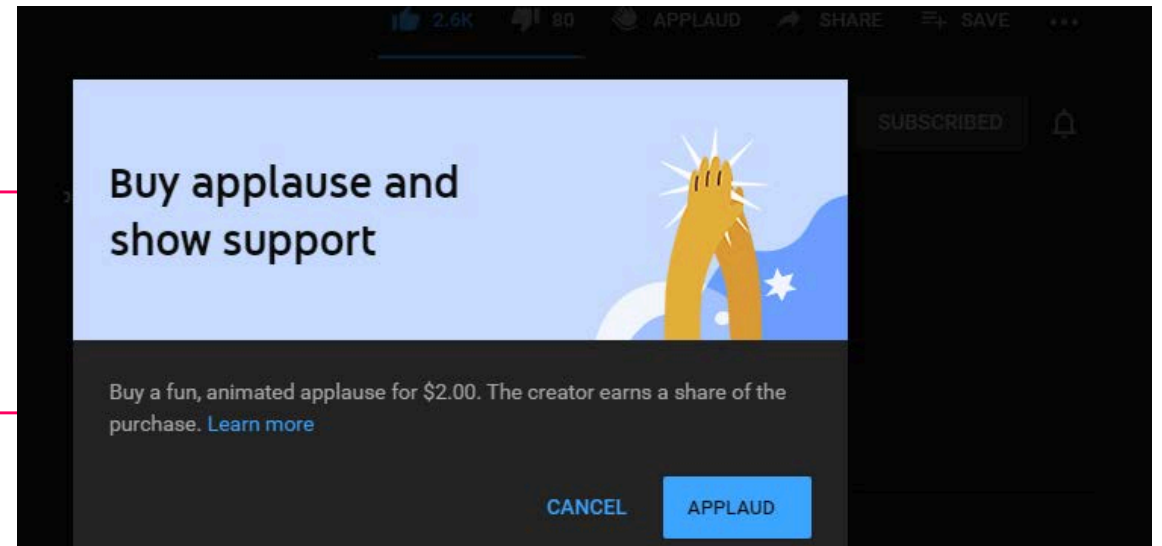 2.6K 80 APPLAUD SHARE SAVE
SUBSCRIBED
Buy applause and
show support
Buy a fun, animated applause for $2.00. The creator earns a share of the
purchase. Learn more
CANCEL APPLAUD